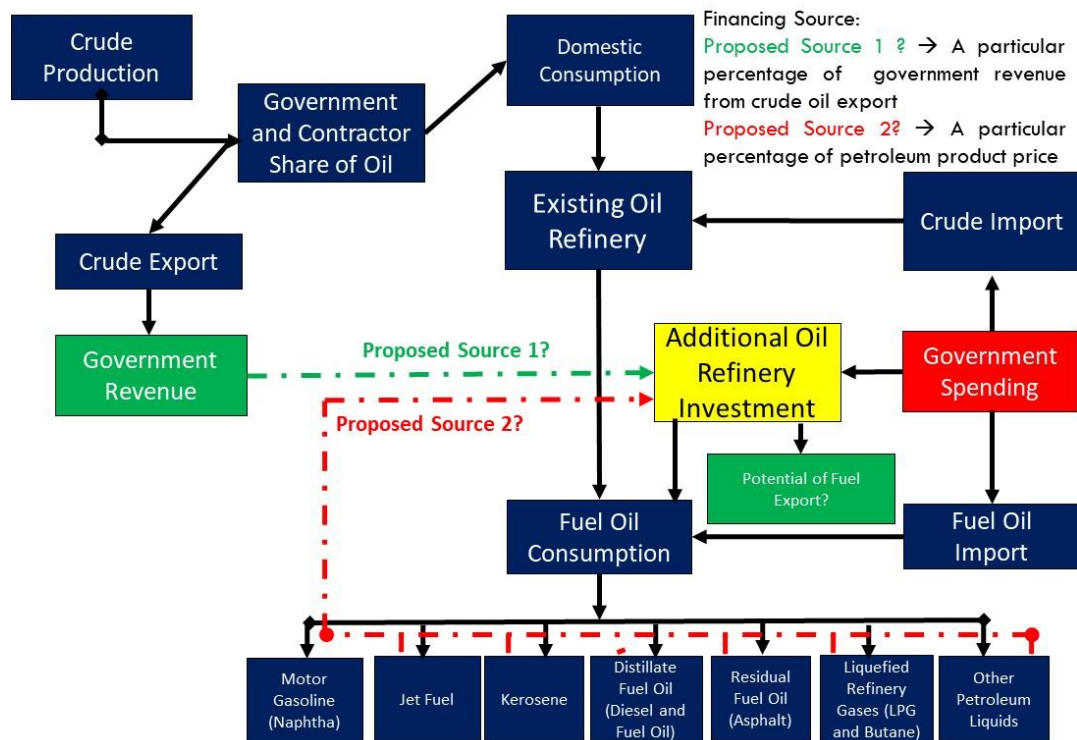 Crude
Production
Government
and Contractor
Share of Oil
Domestic
Consumption
Financing Source:
Proposed Source 1 ? → A particular
percentage of government revenue
from crude oil export
Proposed Source 2? → A particular
percentage of petroleum product price
Existing Oil
Refinery
Crude Import
Crude Export
Government
Revenue
Proposed Source 1?
Proposed Source 2?
Additional Oil
Refinery
Investment
Government
Spending
Potential of Fuel
Export?
Fuel Oil
Consumption
Fuel Oil
Import
Motor
Gasoline
(Naphtha)
Jet Fuel
Kerosene
Distillate
Fuel Oil
(Diesel and
Fuel Oil)
Residual
Fuel Oil
(Asphalt)
Liquefied
Refinery
Gases (LPG
and Butane)
Other
Petroleum
Liquids